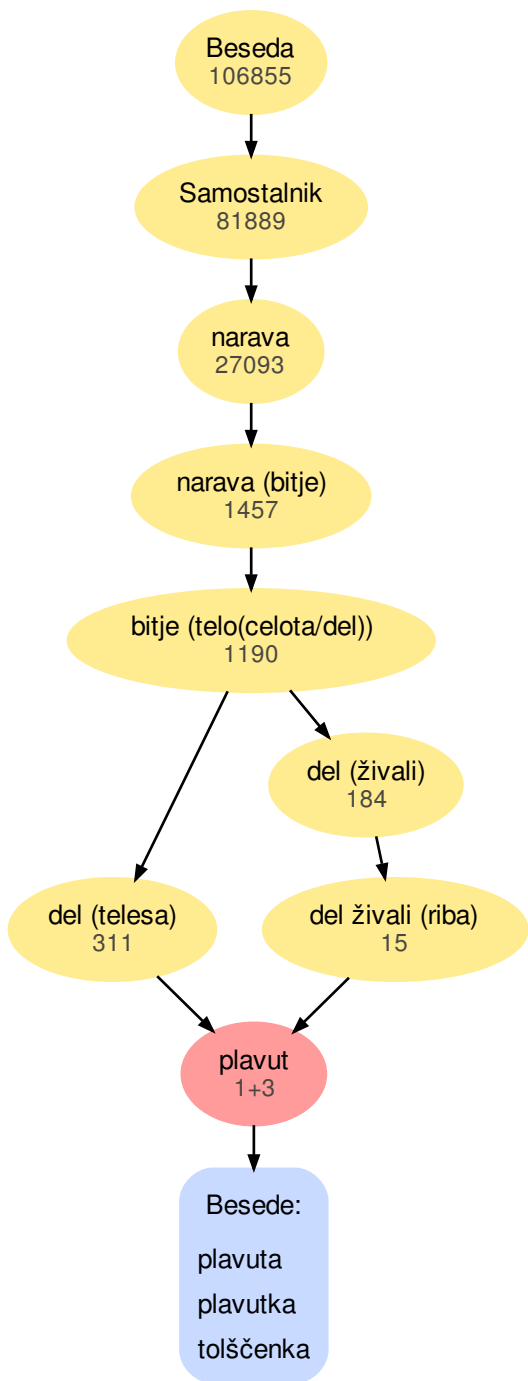 Beseda
106855
Samostalnik
81889
narava
27093
narava (bitje)
1457
bitje (telo(celota/del))
1190
del (živali)
184
del (telesa)
311
del živali (riba)
15
plavut
1+3
Besede:
plavuta
plavutka
tolščenka